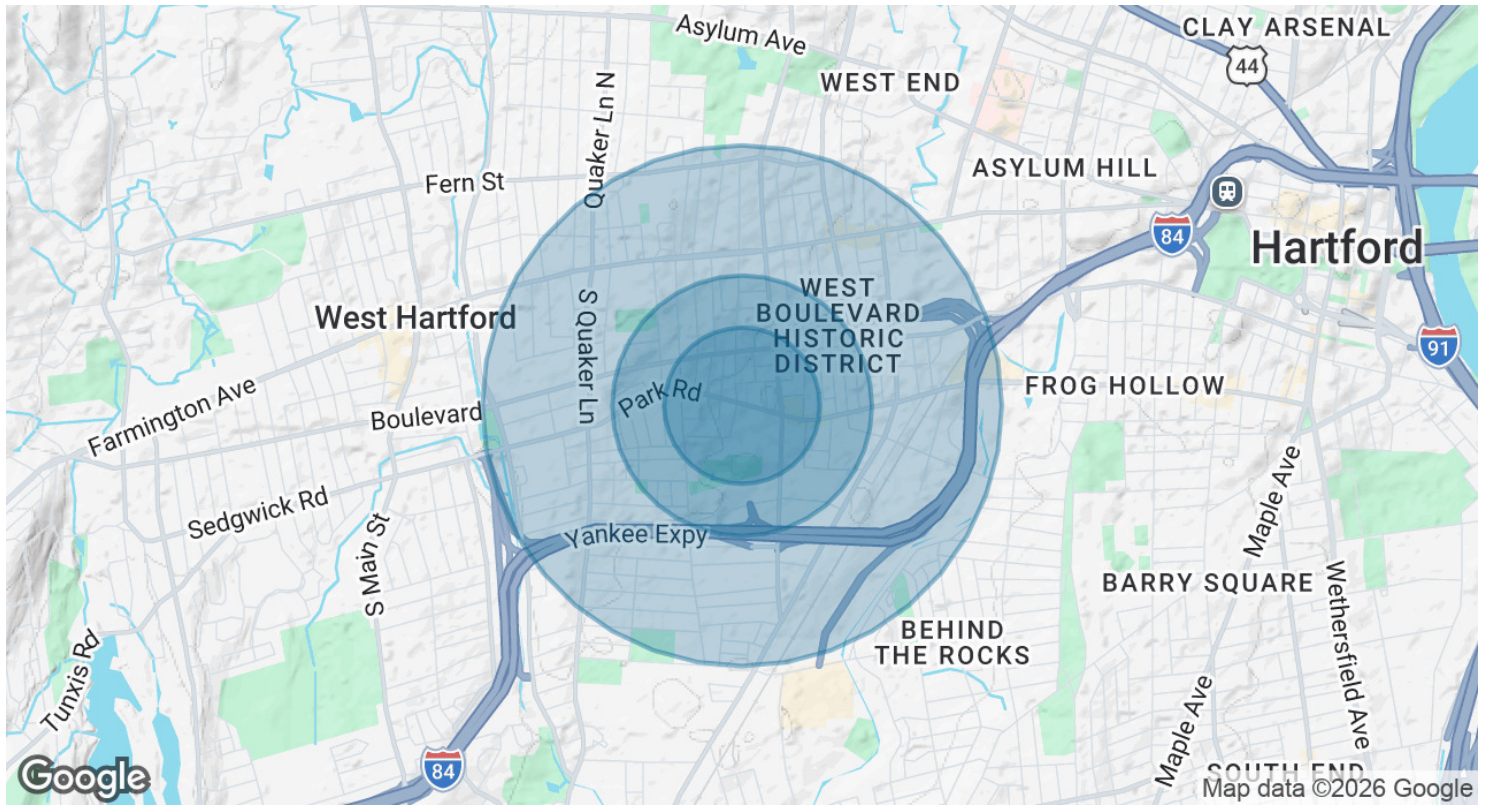 CLAY ARSENAL
Asylum Ave
44
WEST END
Quaker Ln N
ASYLUM HILL
Fern St
84
Hartford
WEST
BOULEVARD
HISTORIC
DISTRICT
West Hartford
S Quaker Ln
91
Park Rd
FROG HOLLOW
Farmington Ave
Boulevard
Sedgwick Rd
Yankee Expy
Maple Ave
S Main St
BARRY SQUARE
Wethersfield Ave
BEHIND
THE ROCKS
Tunxis Rd
Maple Ave
84
SOUTH END
Google
Map data ©2026 Google